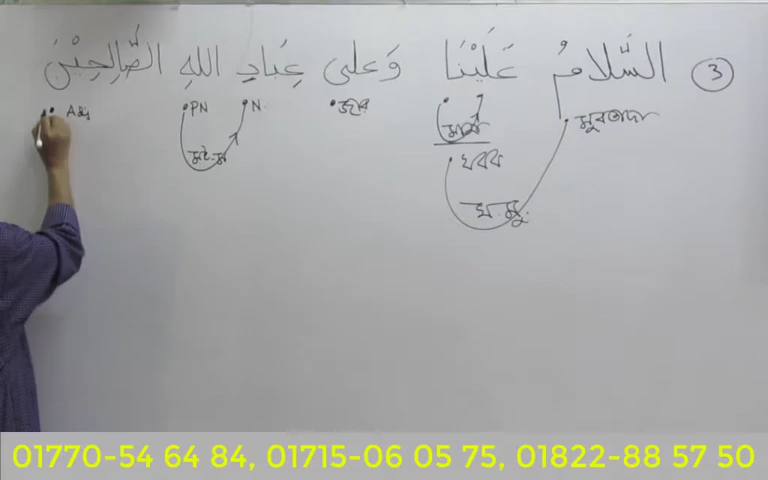 ③ السَّلَامُ عَلَيْنَا وَعَلَى عِبَادِ اللهِ الصَّالِحِيْنَ
মুবতাদা
জার N. PN Adj
খবর
খ. মু.
01770-54 64 84, 01715-06 05 75, 01822-88 57 50